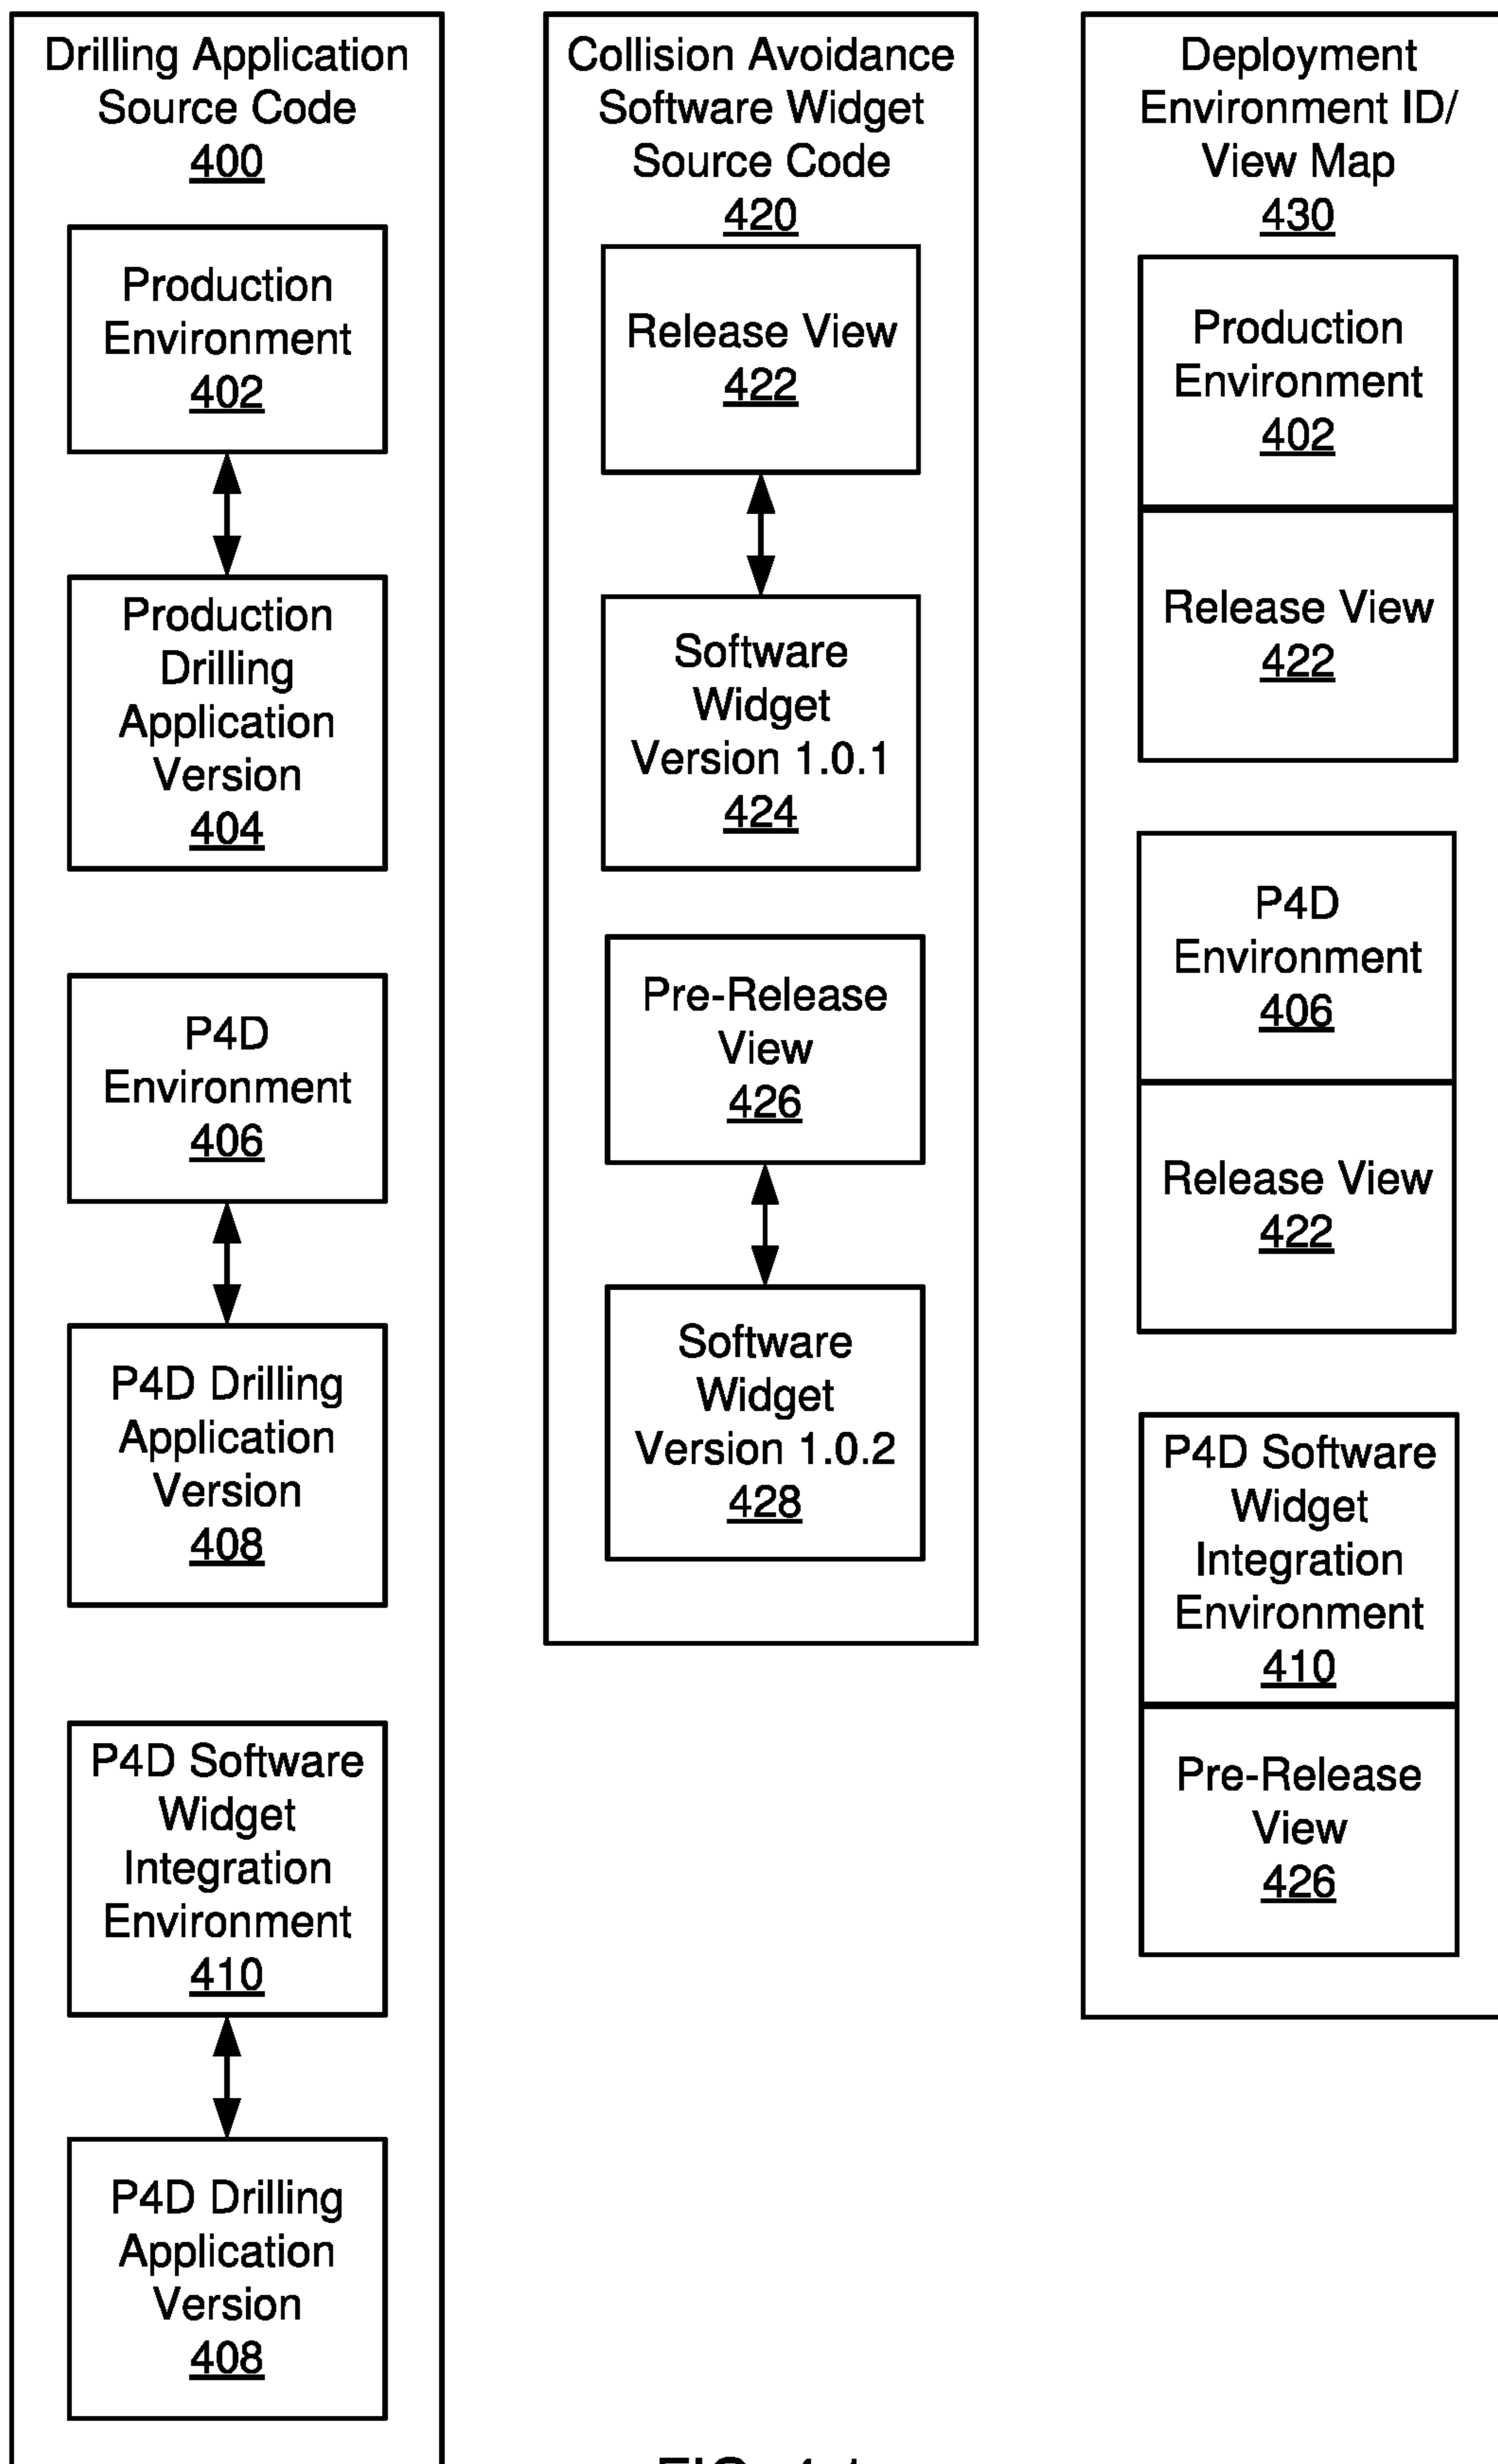 Drilling Application
Source Code
400
Production
Environment
402
Production
Drilling
Application
Version
404
P4D
Environment
406
P4D Drilling
Application
Version
408
P4D Software
Widget
Integration
Environment
410
P4D Drilling
Application
Version
408
Collision Avoidance
Software Widget
Source Code
420
Release View
422
Software
Widget
Version 1.0.1
424
Pre-Release
View
426
Software
Widget
Version 1.0.2
428
Deployment
Environment ID/
View Map
430
Production
Environment
402
Release View
422
P4D
Environment
406
Release View
422
P4D Software
Widget
Integration
Environment
410
Pre-Release
View
426